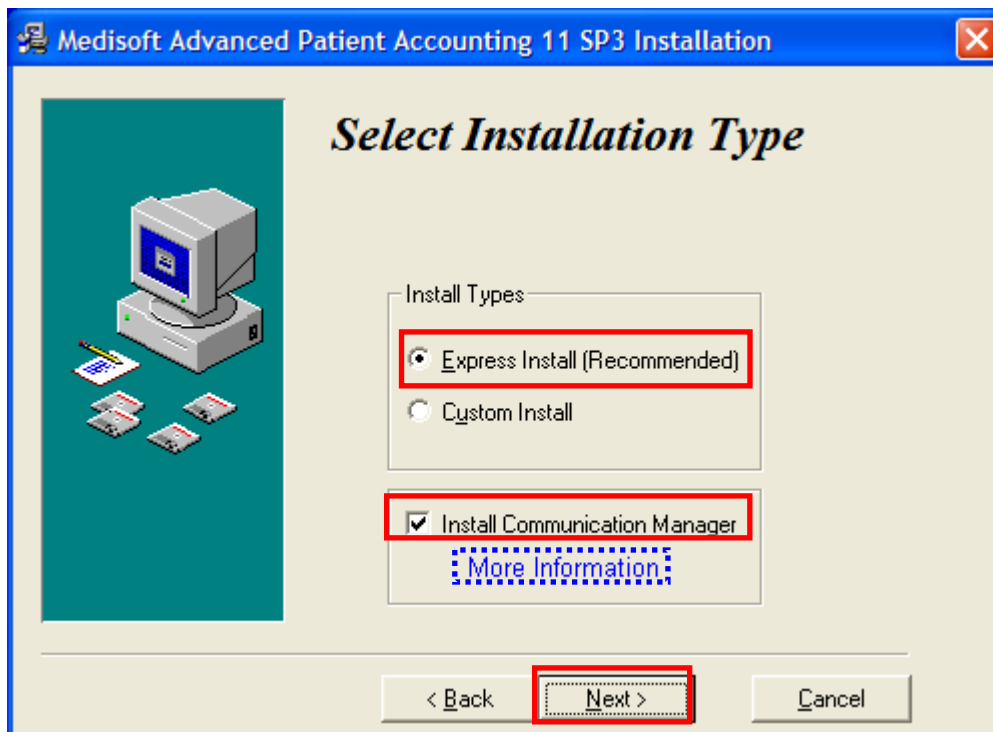 Medisoft Advanced Patient Accounting 11 SP3 Installation
Select Installation Type
Install Types
Express Install (Recommended)
Custom Install
Install Communication Manager
More Information
< Back
Next >
Cancel